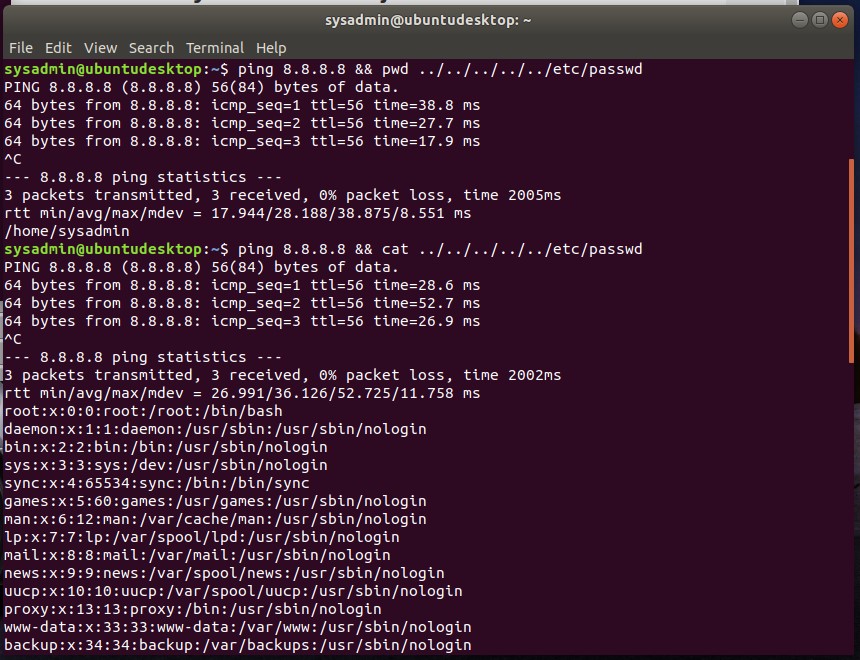 sysadmin@ubuntudesktop: ~
File Edit View Search Terminal Help
sysadmin@ubuntudesktop:~$ ping 8.8.8.8 && pwd ../../../../../etc/passwd
PING 8.8.8.8 (8.8.8.8) 56(84) bytes of data.
64 bytes from 8.8.8.8: icmp_seq=1 ttl=56 time=38.8 ms
64 bytes from 8.8.8.8: icmp_seq=2 ttl=56 time=27.7 ms
64 bytes from 8.8.8.8: icmp_seq=3 ttl=56 time=17.9 ms
^C
--- 8.8.8.8 ping statistics ---
3 packets transmitted, 3 received, 0% packet loss, time 2005ms
rtt min/avg/max/mdev = 17.944/28.188/38.875/8.551 ms
/home/sysadmin
sysadmin@ubuntudesktop:~$ ping 8.8.8.8 && cat ../../../../../etc/passwd
PING 8.8.8.8 (8.8.8.8) 56(84) bytes of data.
64 bytes from 8.8.8.8: icmp_seq=1 ttl=56 time=28.6 ms
64 bytes from 8.8.8.8: icmp_seq=2 ttl=56 time=52.7 ms
64 bytes from 8.8.8.8: icmp_seq=3 ttl=56 time=26.9 ms
^C
--- 8.8.8.8 ping statistics ---
3 packets transmitted, 3 received, 0% packet loss, time 2002ms
rtt min/avg/max/mdev = 26.991/36.126/52.725/11.758 ms
root:x:0:0:root:/root:/bin/bash
daemon:x:1:1:daemon:/usr/sbin:/usr/sbin/nologin
bin:x:2:2:bin:/bin:/usr/sbin/nologin
sys:x:3:3:sys:/dev:/usr/sbin/nologin
sync:x:4:65534:sync:/bin:/bin/sync
games:x:5:60:games:/usr/games:/usr/sbin/nologin
man:x:6:12:man:/var/cache/man:/usr/sbin/nologin
lp:x:7:7:lp:/var/spool/lpd:/usr/sbin/nologin
mail:x:8:8:mail:/var/mail:/usr/sbin/nologin
news:x:9:9:news:/var/spool/news:/usr/sbin/nologin
uucp:x:10:10:uucp:/var/spool/uucp:/usr/sbin/nologin
proxy:x:13:13:proxy:/bin:/usr/sbin/nologin
www-data:x:33:33:www-data:/var/www:/usr/sbin/nologin
backup:x:34:34:backup:/var/backups:/usr/sbin/nologin